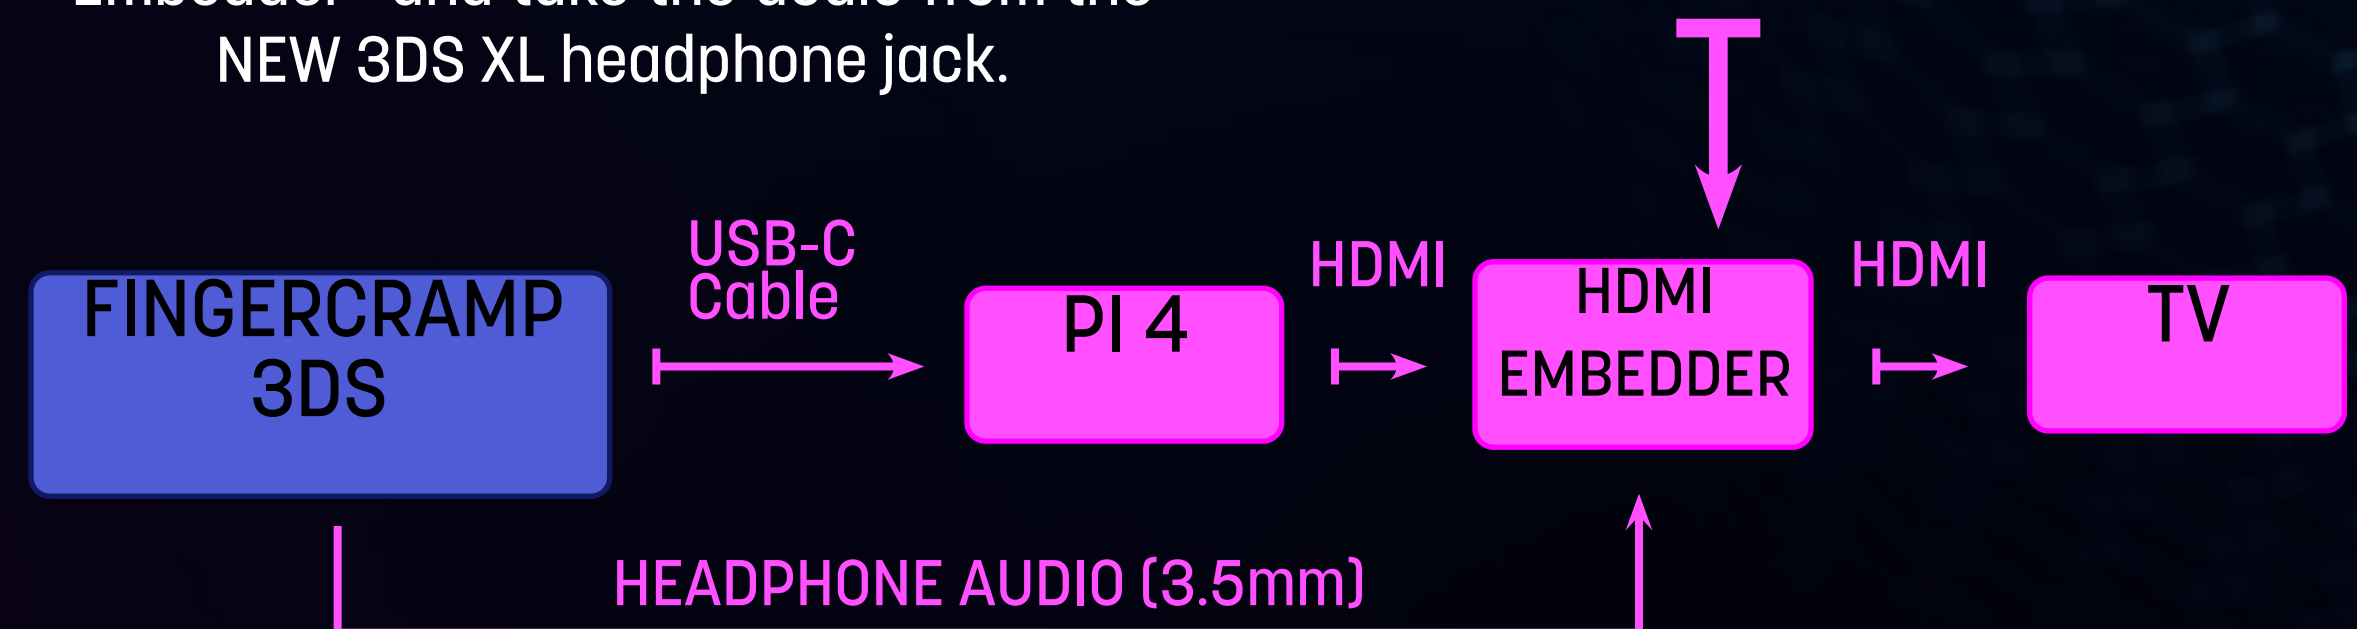 NEW 3DS XL headphone jack.
USB-C
Cable
HDMI
HDMI
FINGERCRAMP
3DS
PI 4
HDMI
EMBEDDER
TV
HEADPHONE AUDIO (3.5mm)